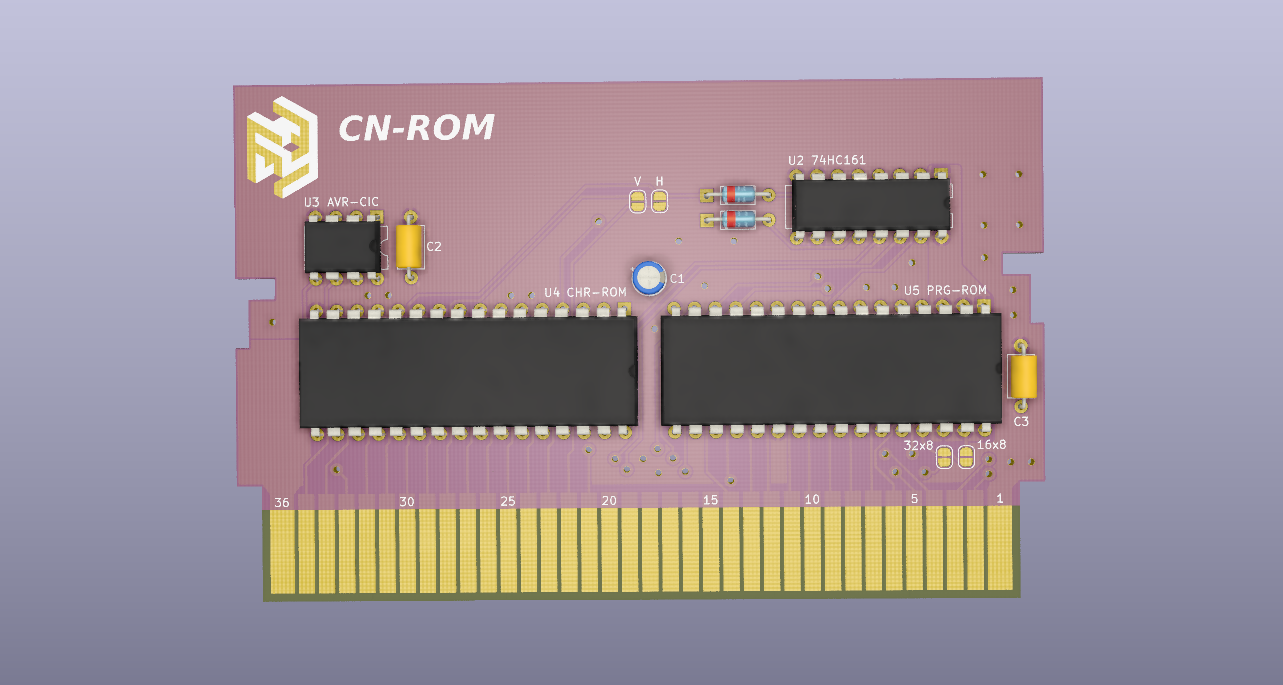 CN-ROM
U2 74HC161
V H
U3 AVR-CIC
C2
C1
U4 CHR-ROM
U5 PRG-ROM
C3
32x8
16x8
36 30 25 20 15 10 5 1